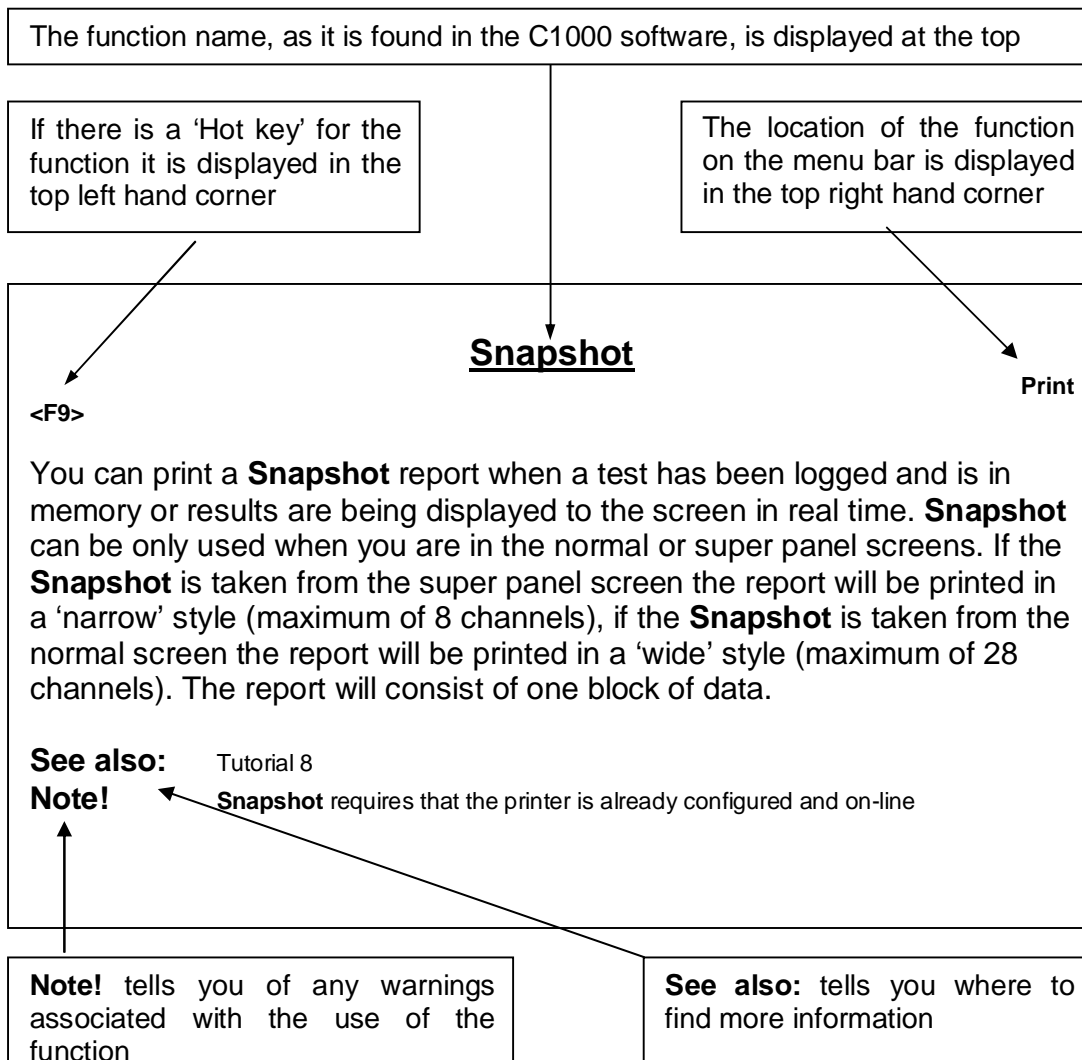 The function name, as it is found in the C1000 software, is displayed at the top
If there is a ‘Hot key’ for the
function it is displayed in the
top left hand corner
The location of the function
on the menu bar is displayed
in the top right hand corner
Snapshot
Print
<F9>
You can print a Snapshot report when a test has been logged and is in
memory or results are being displayed to the screen in real time. Snapshot
can be only used when you are in the normal or super panel screens. If the
Snapshot is taken from the super panel screen the report will be printed in
a ‘narrow’ style (maximum of 8 channels), if the Snapshot is taken from the
normal screen the report will be printed in a ‘wide’ style (maximum of 28
channels). The report will consist of one block of data.
See also: Tutorial 8
Note! Snapshot requires that the printer is already configured and on-line
Note! tells you of any warnings
associated with the use of the
function
See also: tells you where to
find more information